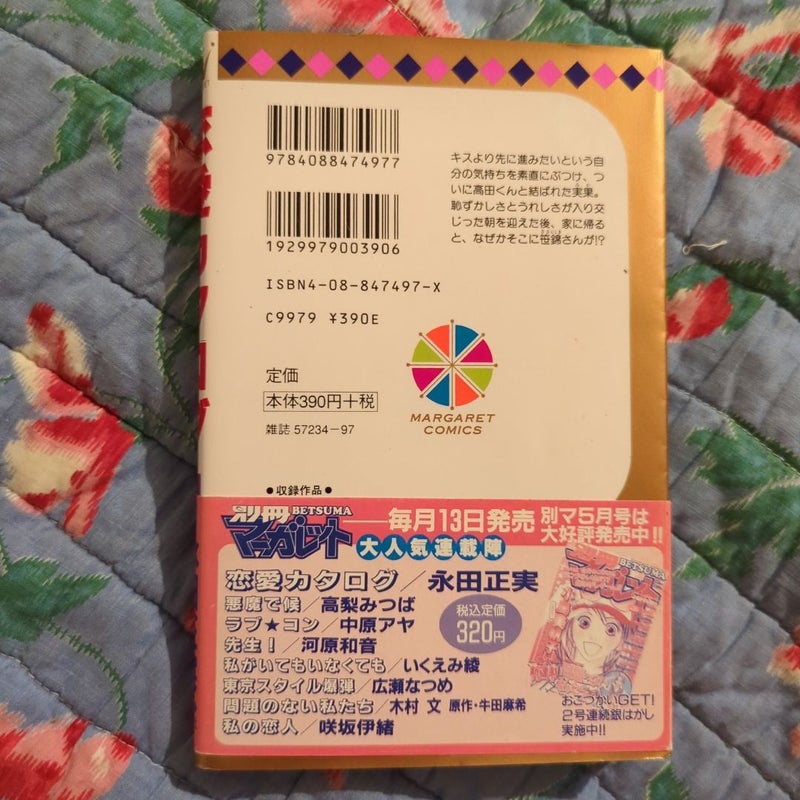 9784088474977
1929979003906
ISBN4-08-847497-X
C9979 ¥390E
定価
本体390円+税
雑誌 57234-97
キスより先に進みたいという自
分の気持ちを素直にぶつけ、つ
いに高田くんと結ばれた実果。
恥ずかしさとうれしさが入り交
じった朝を迎えた後、家に帰る
と、なぜかそこに笹錦さんが!?
MARGARET
COMICS
●収録作品●
別冊 BETSUMA
マーガレット
毎月13日発売
別マ5月号は
大好評発売中!!
大人気連載陣
恋愛カタログ/永田正実
悪魔で候/高梨みつば
ラブ★コン/中原アヤ
先生!/河原和音
私がいてもいなくても/いくえみ綾
東京スタイル爆弾/広瀬なつめ
問題のない私たち/木村 文 原作・牛田麻希
私の恋人/咲坂伊緒
税込定価
320円
BETSUMA
おこづかいGET!
2号連続銀はがし
実施中!!